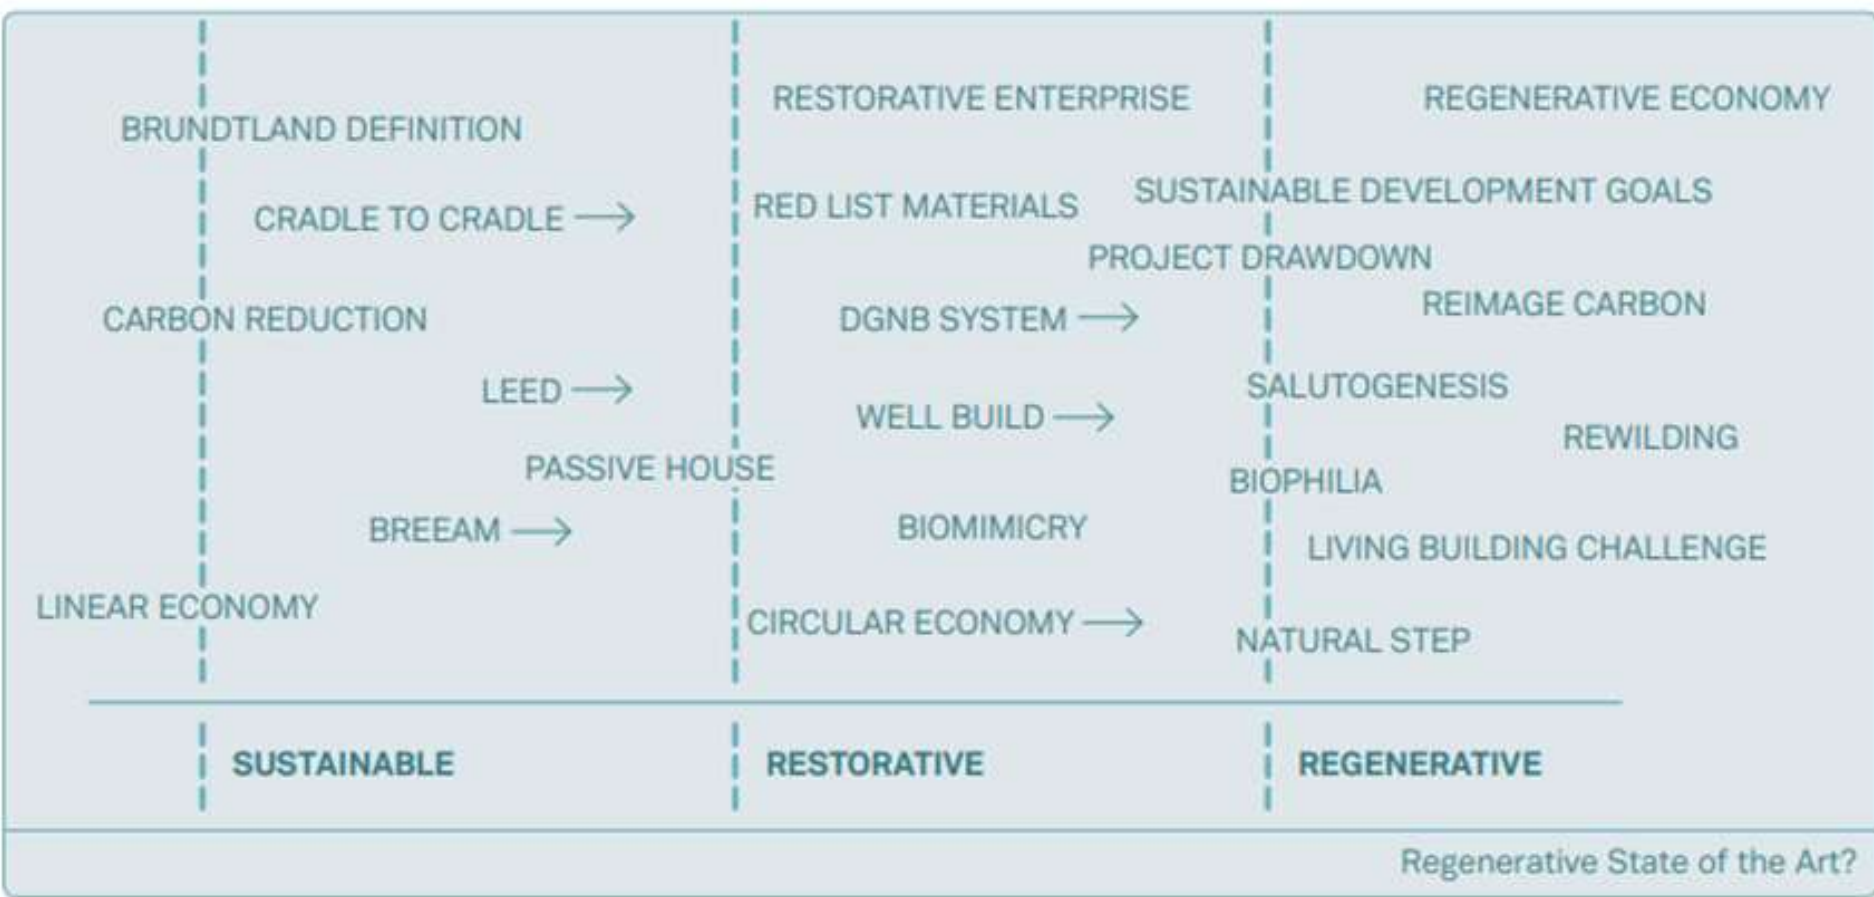 RESTORATIVE ENTERPRISE
REGENERATIVE ECONOMY
BRUNDTLAND DEFINITION
SUSTAINABLE DEVELOPMENT GOALS
RED LIST MATERIALS
CRADLE TO CRADLE →
PROJECT DRAWDOWN
REIMAGE CARBON
CARBON REDUCTION
DGNB SYSTEM →
SALUTOGENESIS
LEED →
WELL BUILD →
REWILDING
PASSIVE HOUSE
BIOPHILIA
BREEAM →
BIOMIMICRY
LIVING BUILDING CHALLENGE
LINEAR ECONOMY
CIRCULAR ECONOMY →
NATURAL STEP
SUSTAINABLE
RESTORATIVE
REGENERATIVE
Regenerative State of the Art?